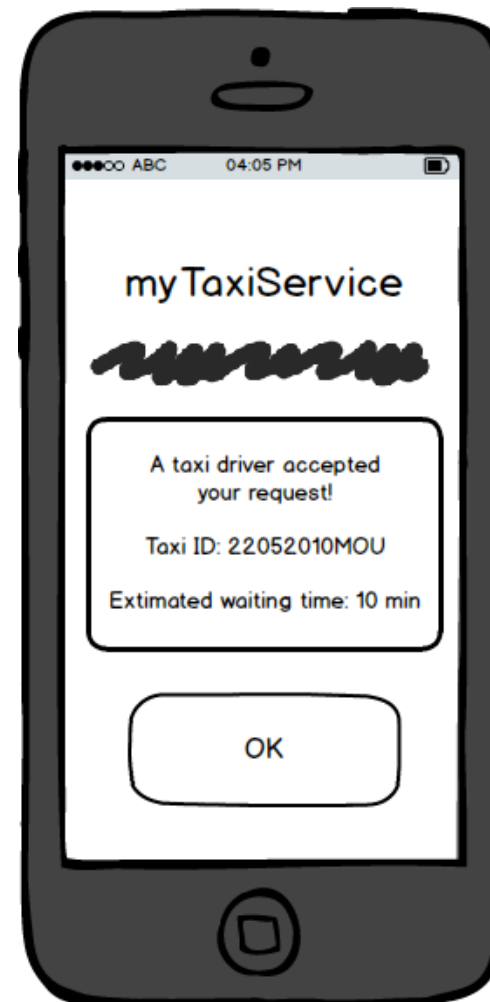 ABC 04:05 PM
myTaxiService
A taxi driver accepted
your request!
Taxi ID: 22052010MOU
Extimated waiting time: 10 min
OK